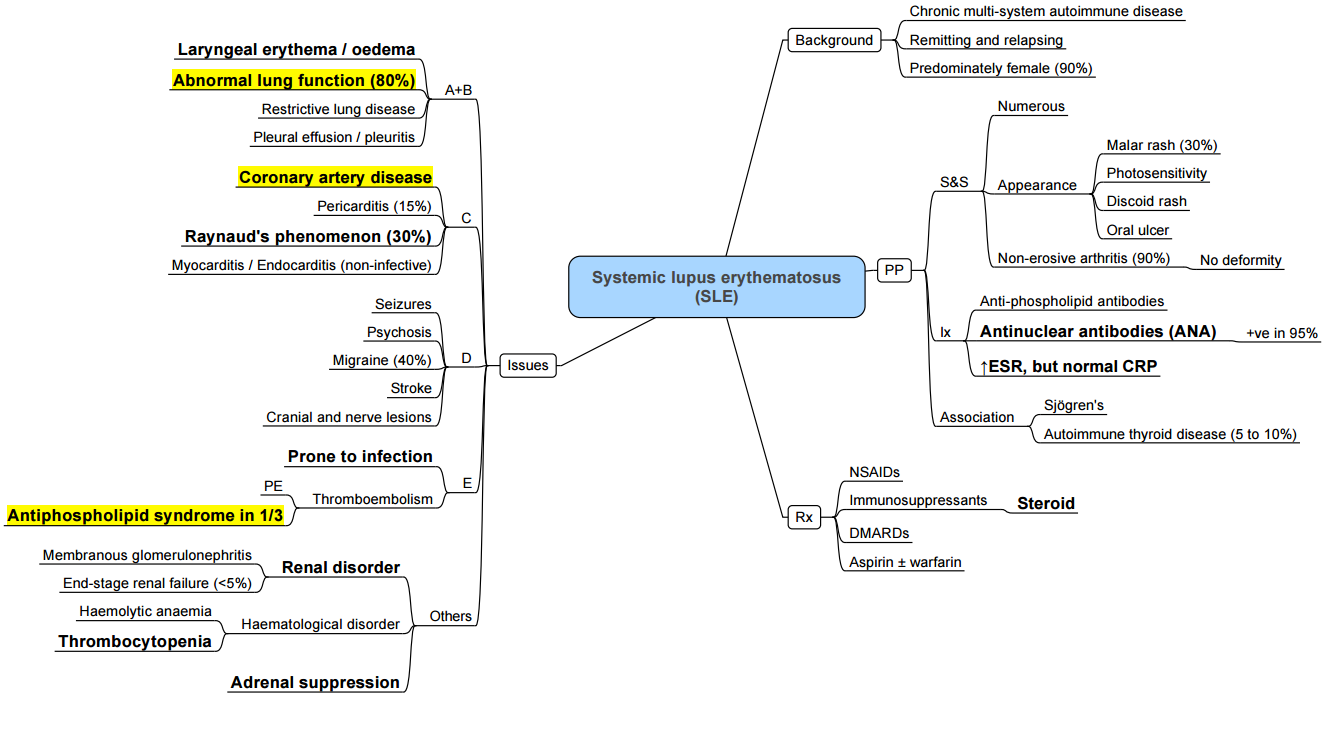 Systemic lupus erythematosus
(SLE)
Background
Chronic multi-system autoimmune disease
Remitting and relapsing
Predominately female (90%)
PP
S&S
Numerous
Appearance
Malar rash (30%)
Photosensitivity
Discoid rash
Oral ulcer
Non-erosive arthritis (90%)
No deformity
Ix
Anti-phospholipid antibodies
Antinuclear antibodies (ANA)
+ve in 95%
↑ESR, but normal CRP
Association
Sjögren's
Autoimmune thyroid disease (5 to 10%)
Rx
NSAIDs
Immunosuppressants
Steroid
DMARDs
Aspirin ± warfarin
Issues
A+B
Laryngeal erythema / oedema
Abnormal lung function (80%)
Restrictive lung disease
Pleural effusion / pleuritis
C
Coronary artery disease
Pericarditis (15%)
Raynaud's phenomenon (30%)
Myocarditis / Endocarditis (non-infective)
D
Seizures
Psychosis
Migraine (40%)
Stroke
Cranial and nerve lesions
E
Prone to infection
Thromboembolism
PE
Antiphospholipid syndrome in 1/3
Others
Renal disorder
Membranous glomerulonephritis
End-stage renal failure (<5%)
Haematological disorder
Haemolytic anaemia
Thrombocytopenia
Adrenal suppression